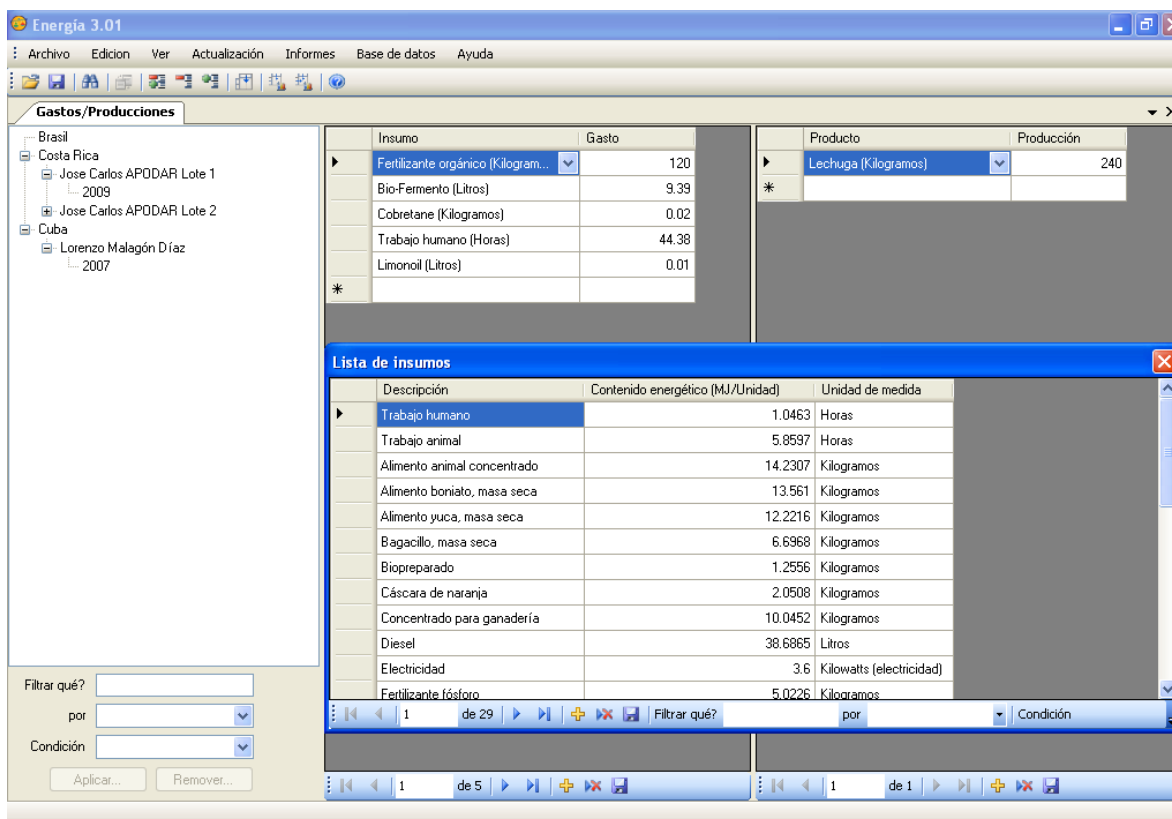 Energía 3.01
Archivo Edicion Ver Actualización Informes Base de datos Ayuda
Gastos/Producciones
Brasil
Costa Rica
Jose Carlos APODAR Lote 1
2009
Jose Carlos APODAR Lote 2
Cuba
Lorenzo Malagón Díaz
2007
Filtrar qué?
por
Condición
Aplicar... Remover...
Insumo Gasto
Fertilizante orgánico (Kilogram... 120
Bio-Fermento (Litros) 9.39
Cobretane (Kilogramos) 0.02
Trabajo humano (Horas) 44.38
Limonoil (Litros) 0.01
Producto Producción
Lechuga (Kilogramos) 240
Lista de insumos
Descripción Contenido energético (MJ/Unidad) Unidad de medida
Trabajo humano 1.0463 Horas
Trabajo animal 5.8597 Horas
Alimento animal concentrado 14.2307 Kilogramos
Alimento boniato, masa seca 13.561 Kilogramos
Alimento yuca, masa seca 12.2216 Kilogramos
Bagacillo, masa seca 6.6968 Kilogramos
Biopreparado 1.2556 Kilogramos
Cáscara de naranja 2.0508 Kilogramos
Concentrado para ganadería 10.0452 Kilogramos
Diesel 38.6865 Litros
Electricidad 3.6 Kilowatts (electricidad)
Fertilizante fósforo 5.0226 Kilogramos
1 de 29 Filtrar qué? por Condición
1 de 5
1 de 1